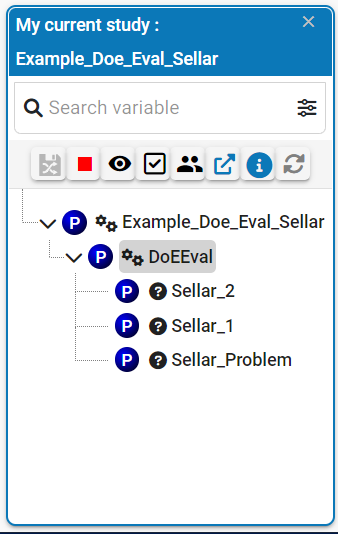 My current study :
Example_Doe_Eval_Sellar
Search variable
P Example_Doe_Eval_Sellar
P DoEEval
P ? Sellar_2
P ? Sellar_1
P ? Sellar_Problem